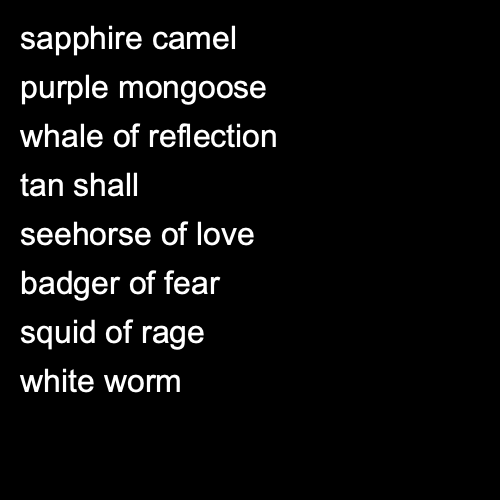 sapphire camel
purple mongoose
whale of reflection
tan shall
seehorse of love
badger of fear
squid of rage
white worm